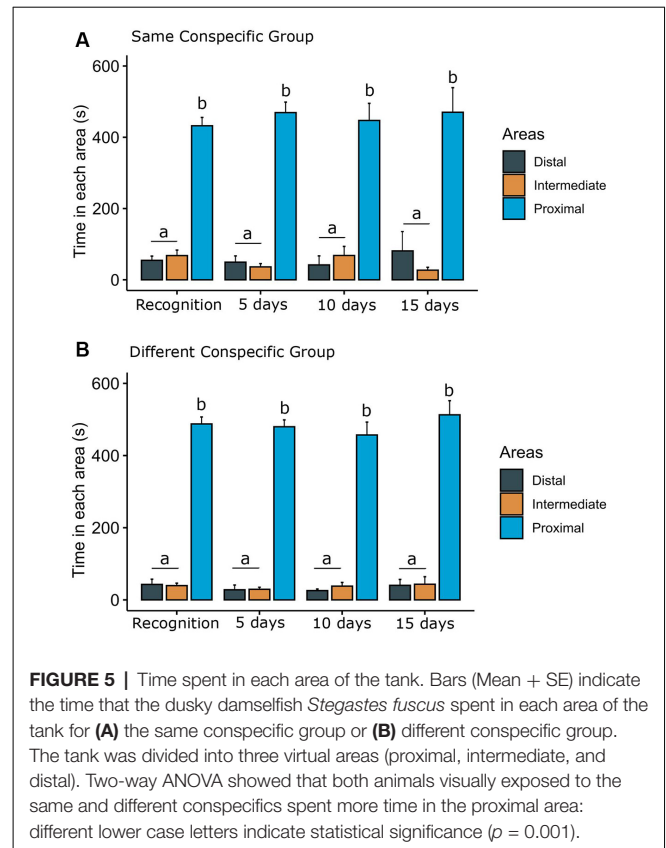 A
Same Conspecific Group
Time in each area (s)
600
400
200
0
b
b
b
b
a
a
a
a
Recognition
5 days
10 days
15 days
Areas
Distal
Intermediate
Proximal
B
Different Conspecific Group
Time in each area (s)
600
400
200
0
b
b
b
b
a
a
a
a
Recognition
5 days
10 days
15 days
Areas
Distal
Intermediate
Proximal
FIGURE 5 | Time spent in each area of the tank. Bars (Mean + SE) indicate
the time that the dusky damselfish Stegastes fuscus spent in each area of the
tank for (A) the same conspecific group or (B) different conspecific group.
The tank was divided into three virtual areas (proximal, intermediate, and
distal). Two-way ANOVA showed that both animals visually exposed to the
same and different conspecifics spent more time in the proximal area:
different lower case letters indicate statistical significance (p = 0.001).